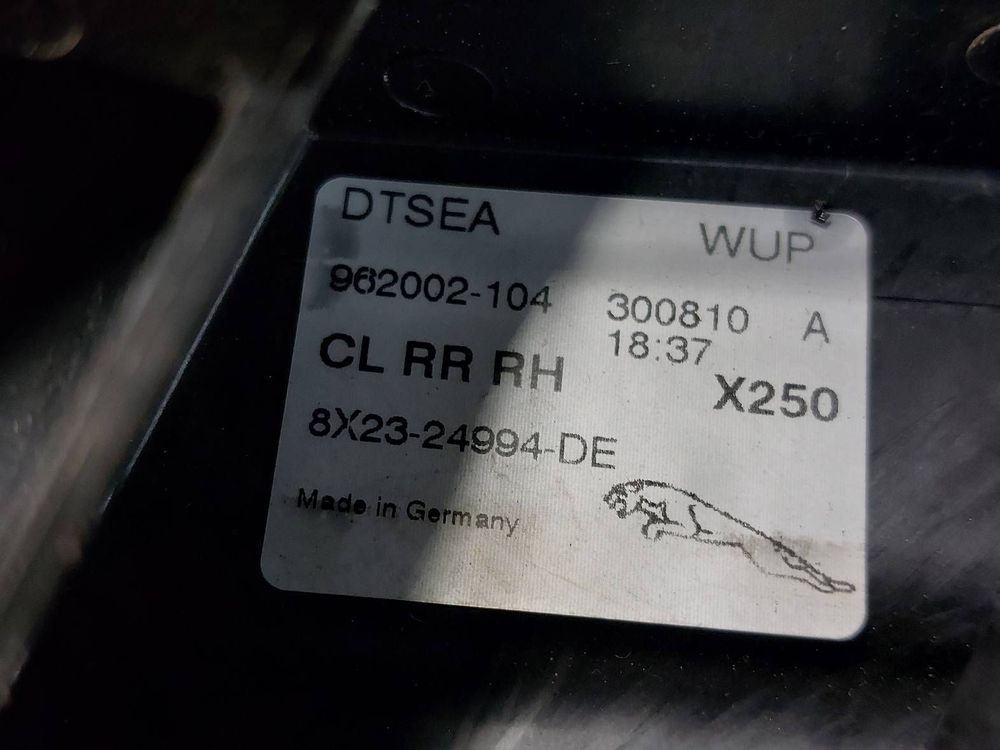 DTSEA WUP
962002-104 300810 A
18:37
CL RR RH X250
8X23-24994-DE
Made in Germany